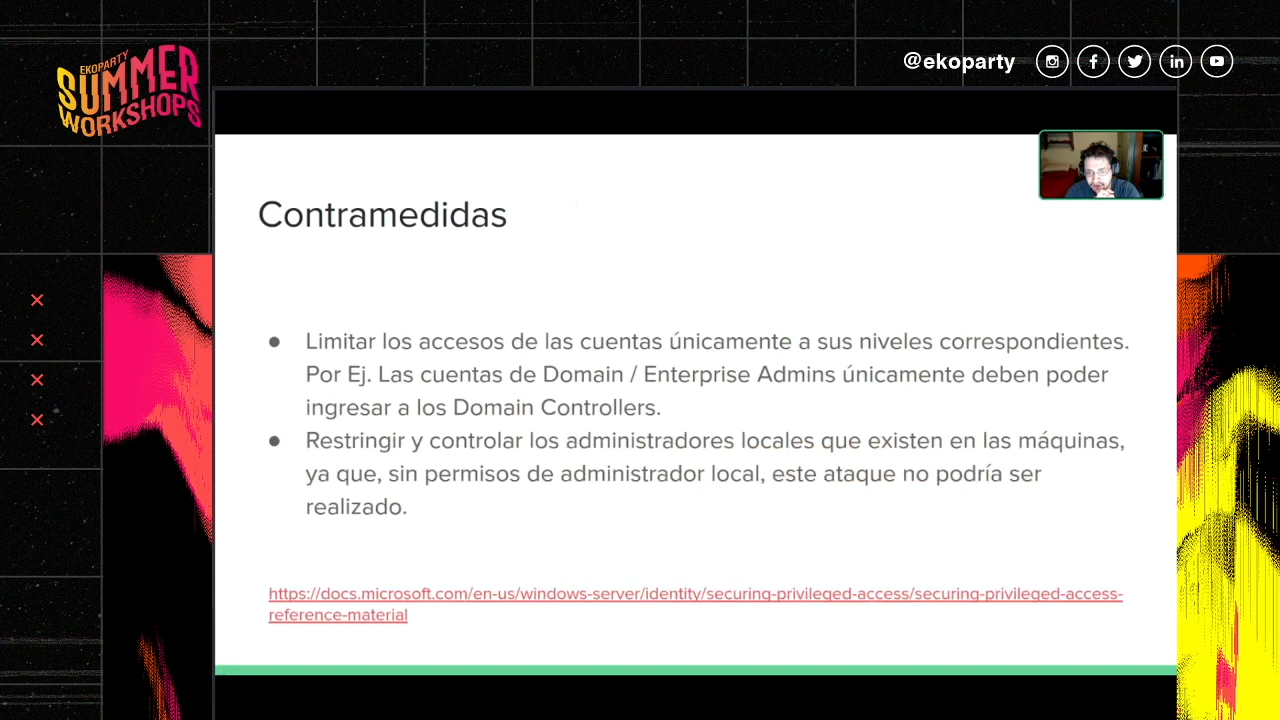 EKOPARTY
SUMMER
WORKSHOPS
@ekoparty
Contramedidas
● Limitar los accesos de las cuentas únicamente a sus niveles correspondientes.
Por Ej. Las cuentas de Domain / Enterprise Admins únicamente deben poder
ingresar a los Domain Controllers.
● Restringir y controlar los administradores locales que existen en las máquinas,
ya que, sin permisos de administrador local, este ataque no podría ser
realizado.
https://docs.microsoft.com/en-us/windows-server/identity/securing-privileged-access/securing-privileged-access-
reference-material